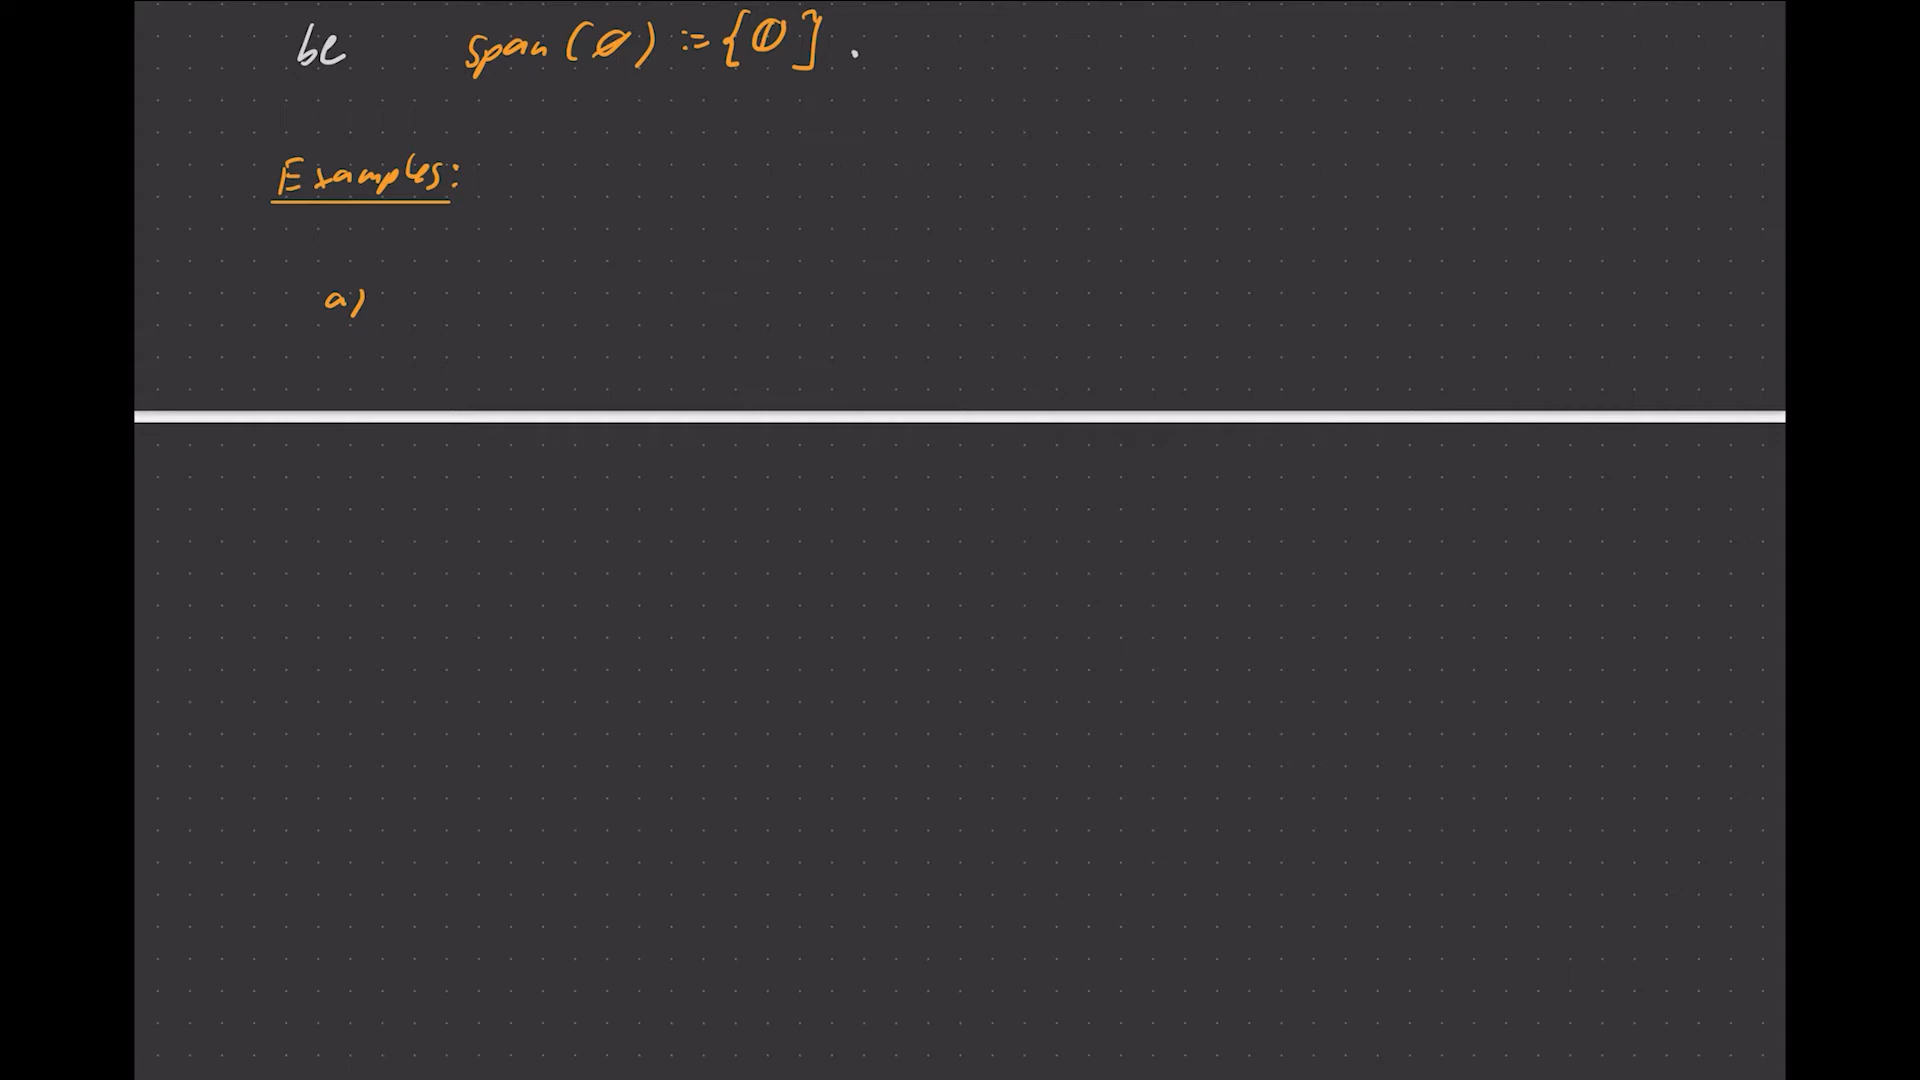 be span(∅) := {𝟘}.
Examples:
a)